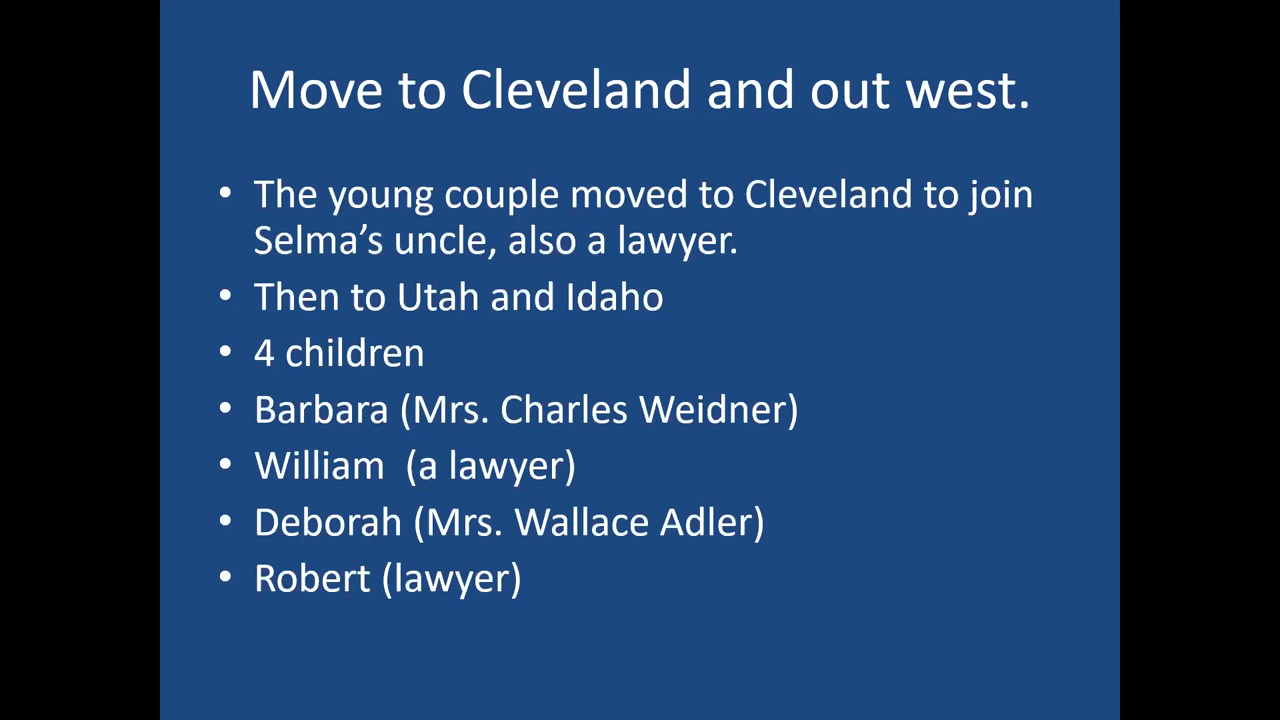 Move to Cleveland and out west.
• The young couple moved to Cleveland to join
Selma’s uncle, also a lawyer.
• Then to Utah and Idaho
• 4 children
• Barbara (Mrs. Charles Weidner)
• William  (a lawyer)
• Deborah (Mrs. Wallace Adler)
• Robert (lawyer)